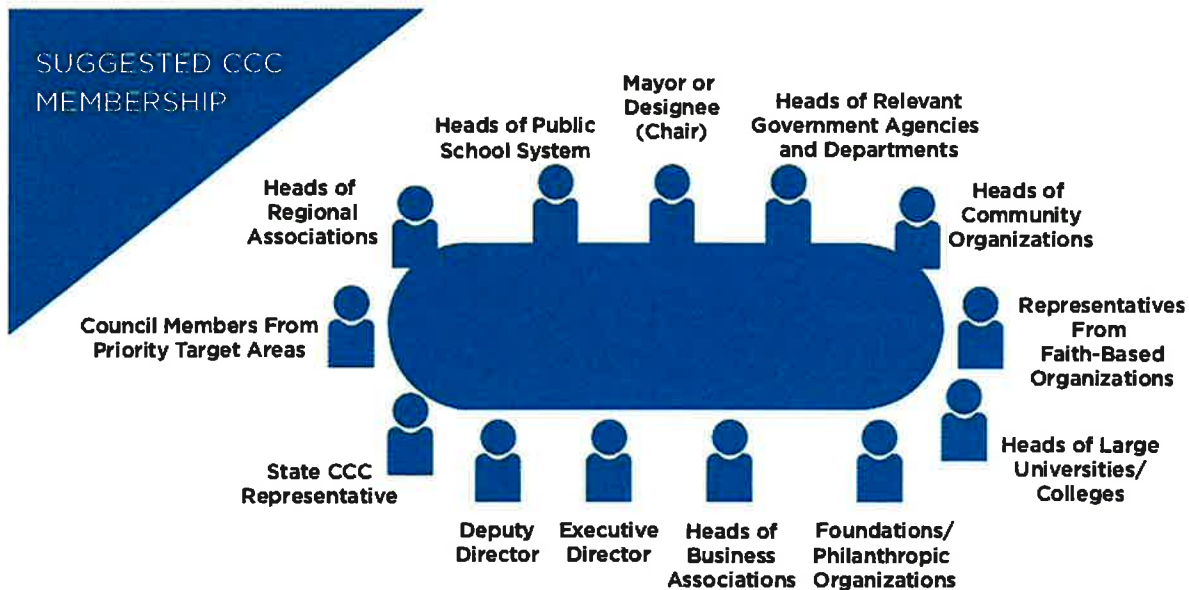 SUGGESTED CCC
MEMBERSHIP
Mayor or
Designee
(Chair)
Heads of Public
School System
Heads of Relevant
Government Agencies
and Departments
Heads of
Regional
Associations
Heads of
Community
Organizations
Council Members From
Priority Target Areas
Representatives
From
Faith-Based
Organizations
State CCC
Representative
Heads of Large
Universities/
Colleges
Deputy
Director
Executive
Director
Heads of
Business
Associations
Foundations/
Philanthropic
Organizations